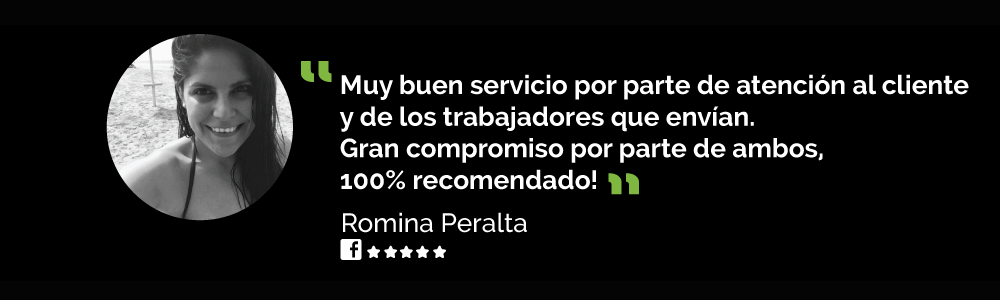 Muy buen servicio por parte de atención al cliente
y de los trabajadores que envían.
Gran compromiso por parte de ambos,
100% recomendado!
Romina Peralta